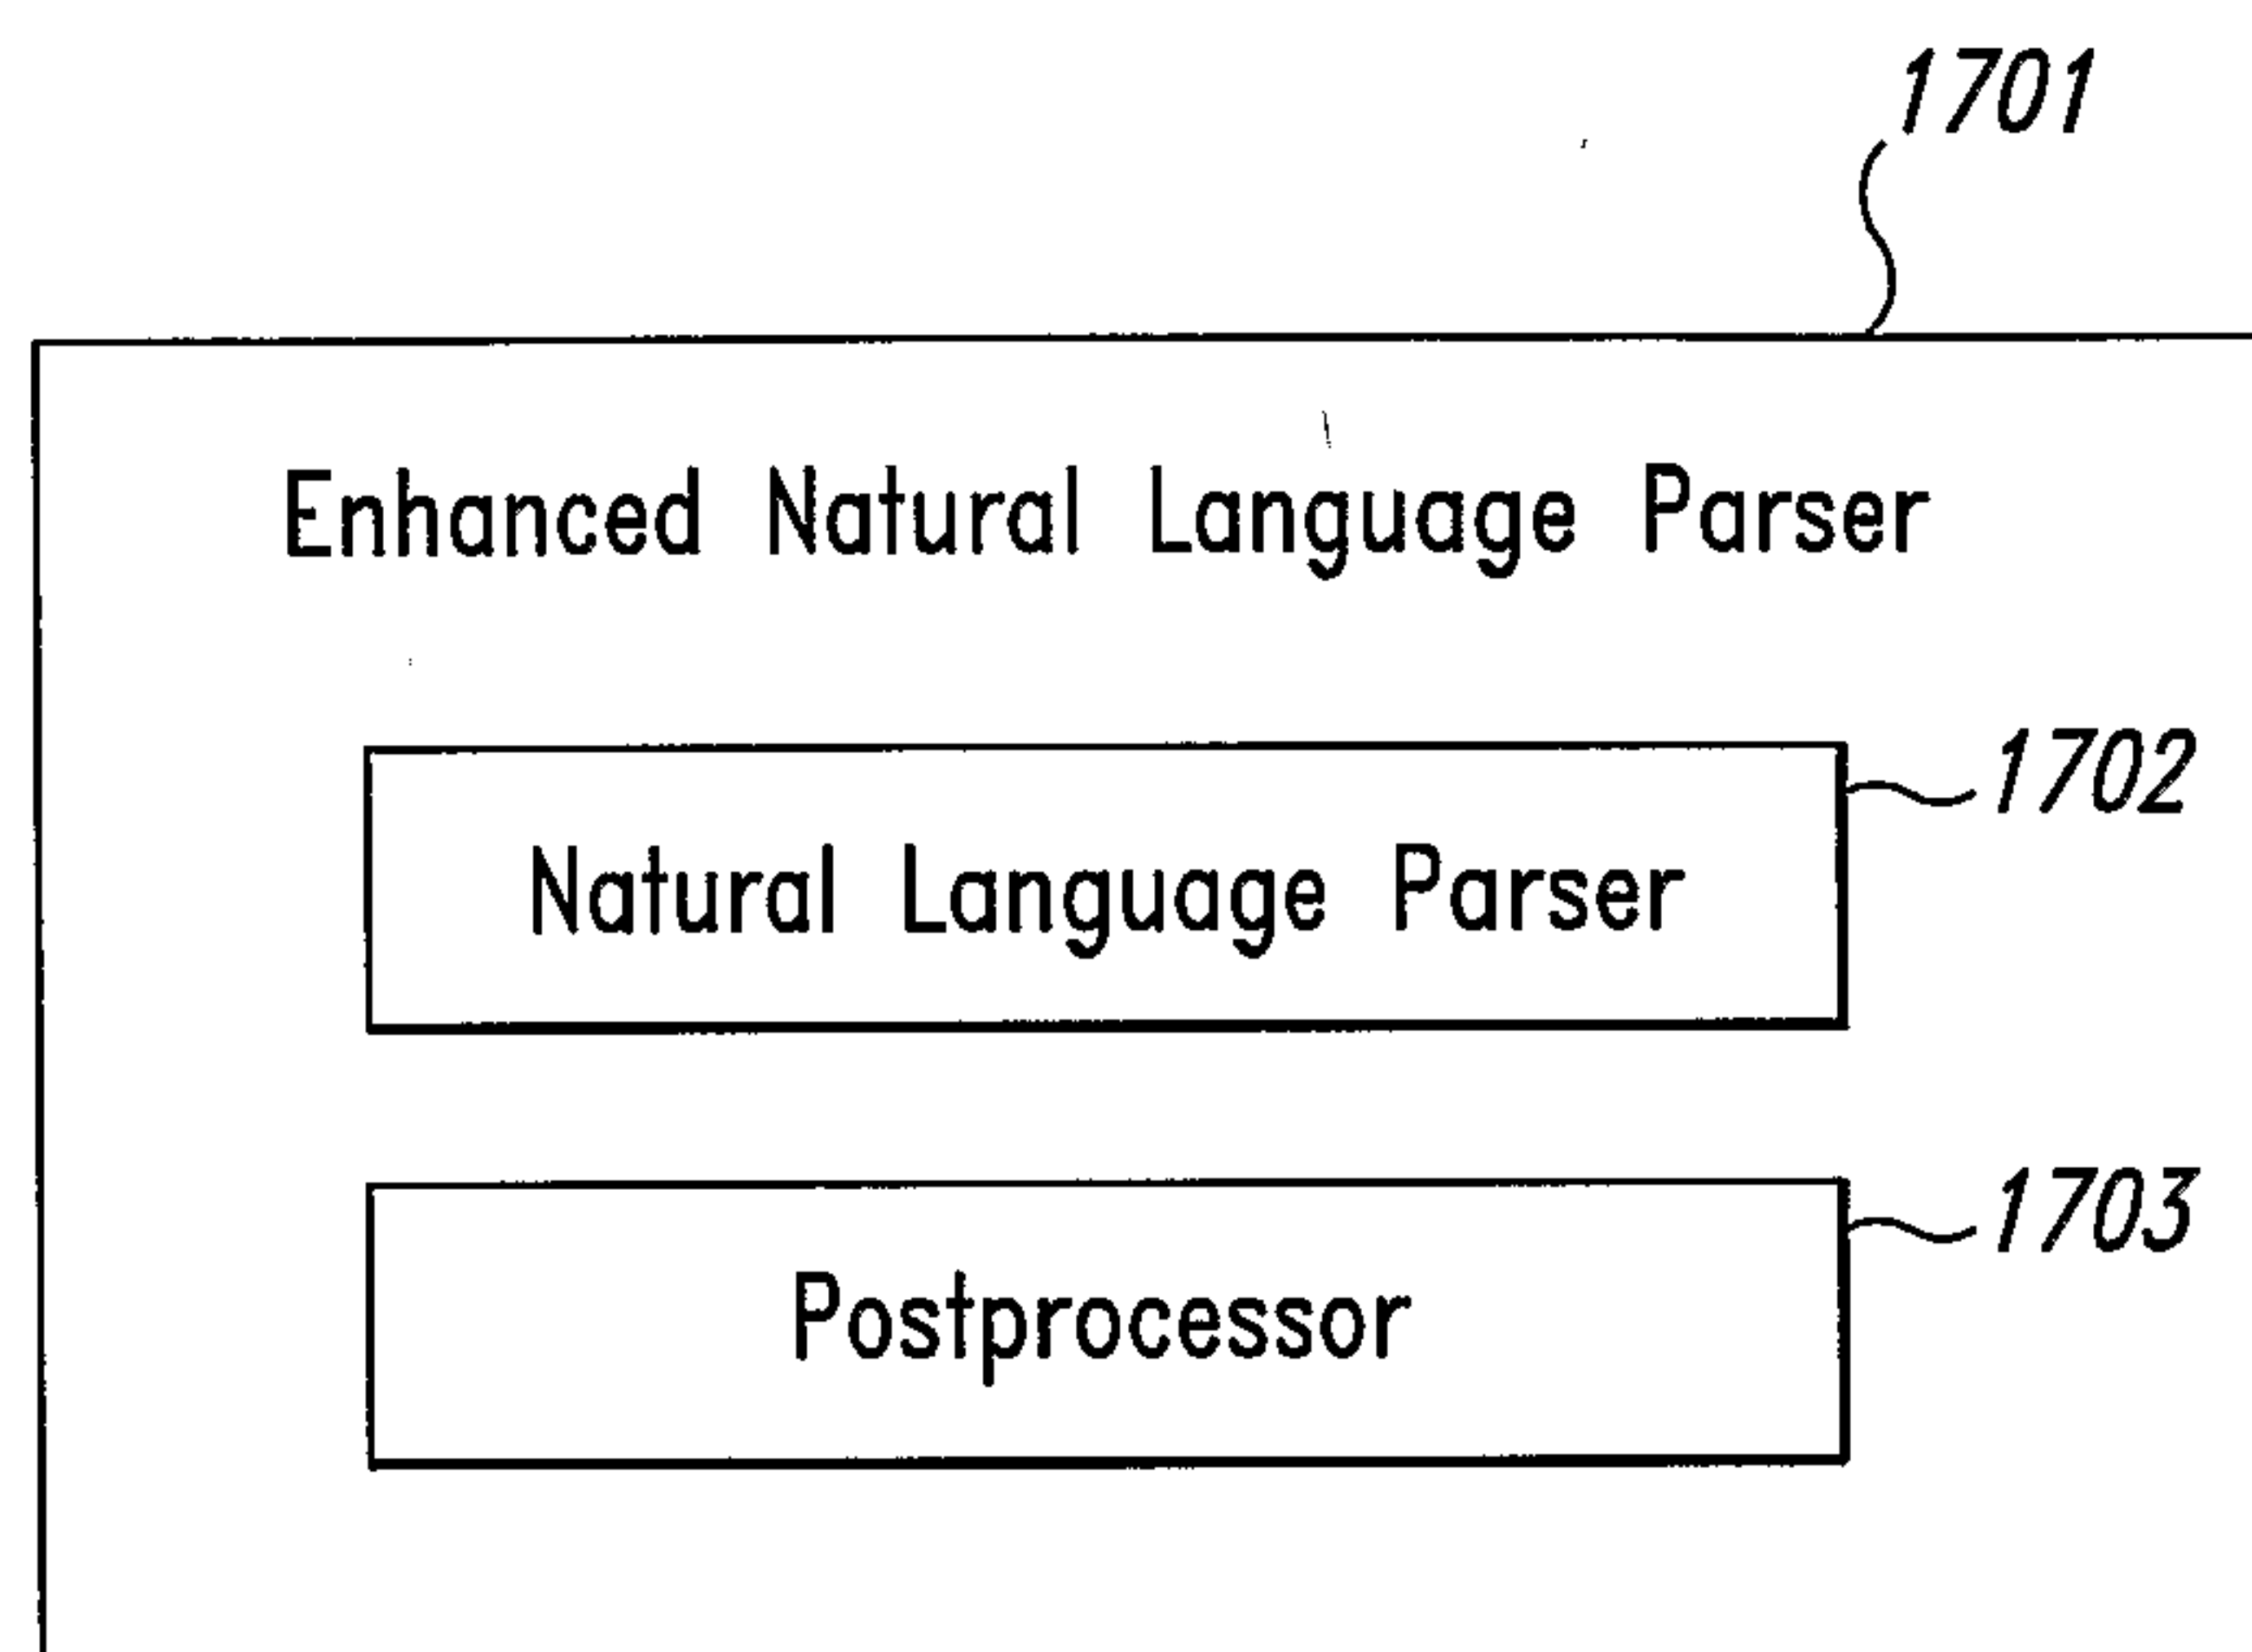 1701
Enhanced Natural Language Parser
1702
Natural Language Parser
1703
Postprocessor